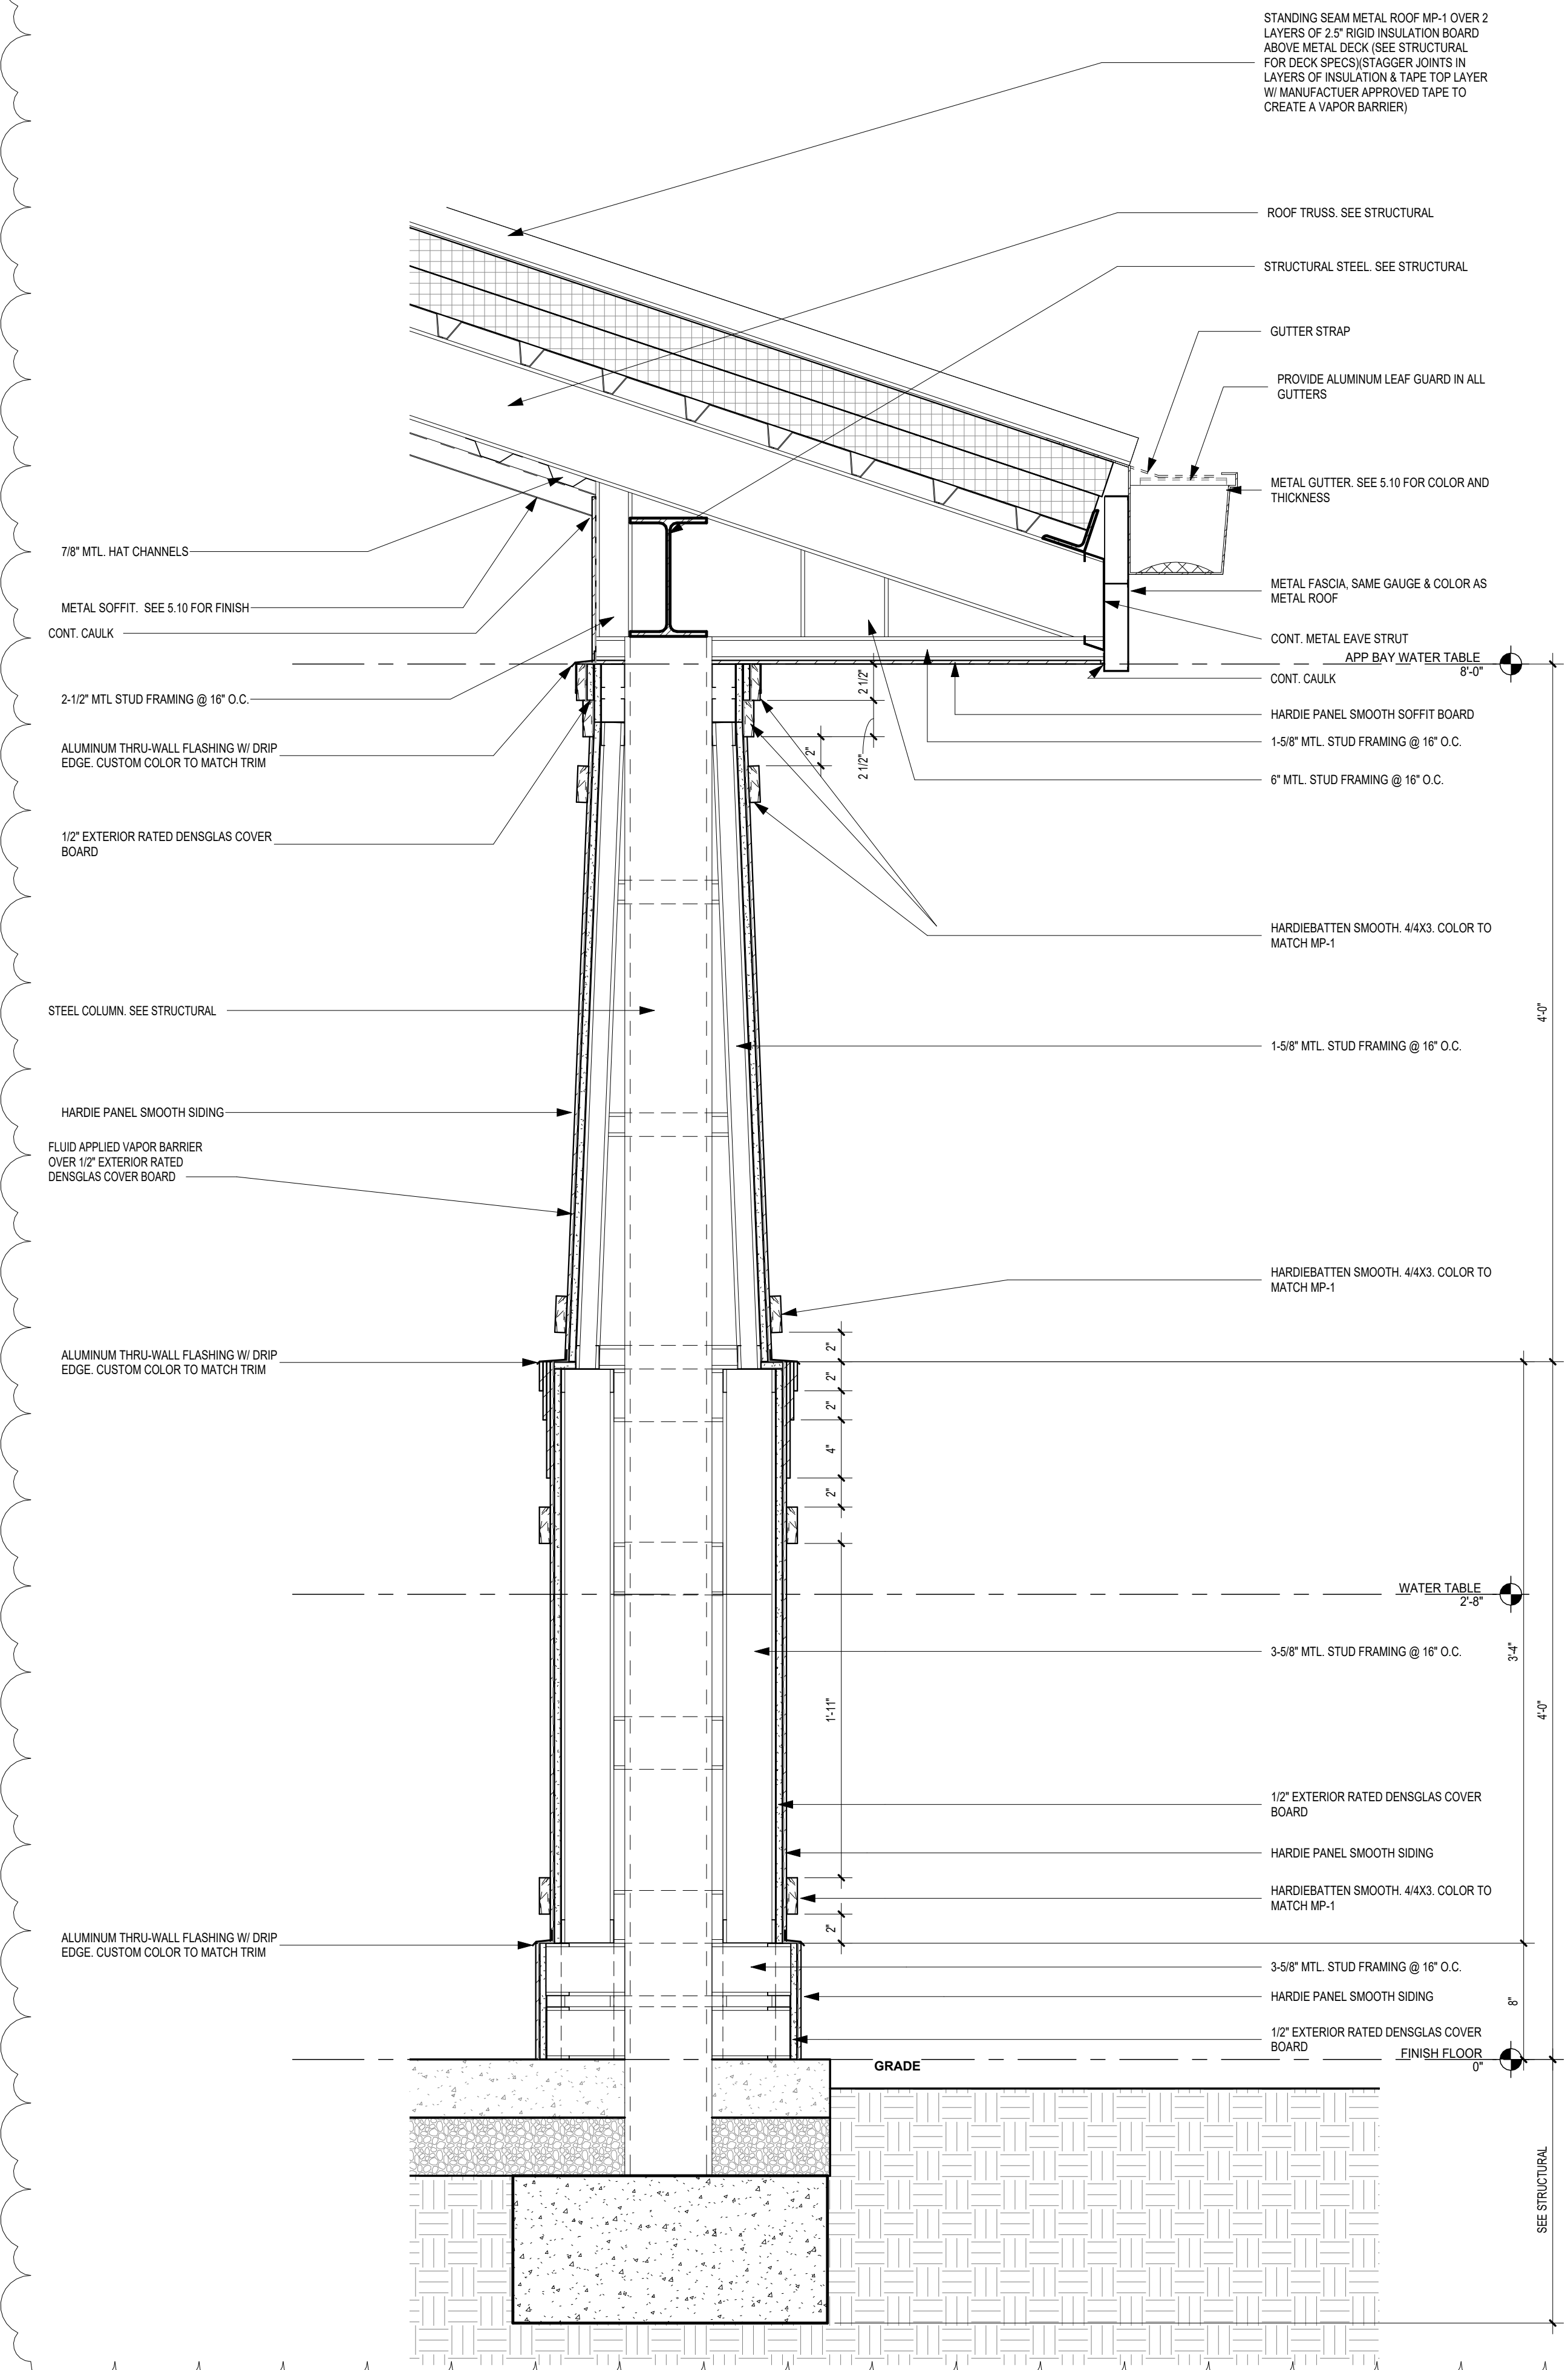 STANDING SEAM METAL ROOF MP-1 OVER 2
LAYERS OF 2.5" RIGID INSULATION BOARD
ABOVE METAL DECK (SEE STRUCTURAL
FOR DECK SPECS)(STAGGER JOINTS IN
LAYERS OF INSULATION & TAPE TOP LAYER
W/ MANUFACTUER APPROVED TAPE TO
CREATE A VAPOR BARRIER)
ROOF TRUSS. SEE STRUCTURAL
STRUCTURAL STEEL. SEE STRUCTURAL
GUTTER STRAP
PROVIDE ALUMINUM LEAF GUARD IN ALL
GUTTERS
METAL GUTTER. SEE 5.10 FOR COLOR AND
THICKNESS
METAL FASCIA, SAME GAUGE & COLOR AS
METAL ROOF
CONT. METAL EAVE STRUT
APP BAY WATER TABLE
8'-0"
CONT. CAULK
HARDIE PANEL SMOOTH SOFFIT BOARD
1-5/8" MTL. STUD FRAMING @ 16" O.C.
6" MTL. STUD FRAMING @ 16" O.C.
7/8" MTL. HAT CHANNELS
METAL SOFFIT.  SEE 5.10 FOR FINISH
CONT. CAULK
2-1/2" MTL STUD FRAMING @ 16" O.C.
ALUMINUM THRU-WALL FLASHING W/ DRIP
EDGE. CUSTOM COLOR TO MATCH TRIM
1/2" EXTERIOR RATED DENSGLAS COVER
BOARD
2 1/2"
2 1/2"
2"
HARDIEBATTEN SMOOTH. 4/4X3. COLOR TO
MATCH MP-1
STEEL COLUMN. SEE STRUCTURAL
4'-0"
1-5/8" MTL. STUD FRAMING @ 16" O.C.
HARDIE PANEL SMOOTH SIDING
FLUID APPLIED VAPOR BARRIER
OVER 1/2" EXTERIOR RATED
DENSGLAS COVER BOARD
HARDIEBATTEN SMOOTH. 4/4X3. COLOR TO
MATCH MP-1
ALUMINUM THRU-WALL FLASHING W/ DRIP
EDGE. CUSTOM COLOR TO MATCH TRIM
2"
2"
2"
4"
2"
WATER TABLE
2'-8"
3-5/8" MTL. STUD FRAMING @ 16" O.C.
3'-4"
4'-0"
1'-11"
1/2" EXTERIOR RATED DENSGLAS COVER
BOARD
HARDIE PANEL SMOOTH SIDING
HARDIEBATTEN SMOOTH. 4/4X3. COLOR TO
MATCH MP-1
2"
ALUMINUM THRU-WALL FLASHING W/ DRIP
EDGE. CUSTOM COLOR TO MATCH TRIM
3-5/8" MTL. STUD FRAMING @ 16" O.C.
HARDIE PANEL SMOOTH SIDING
8"
1/2" EXTERIOR RATED DENSGLAS COVER
BOARD
FINISH FLOOR
0"
GRADE
SEE STRUCTURAL